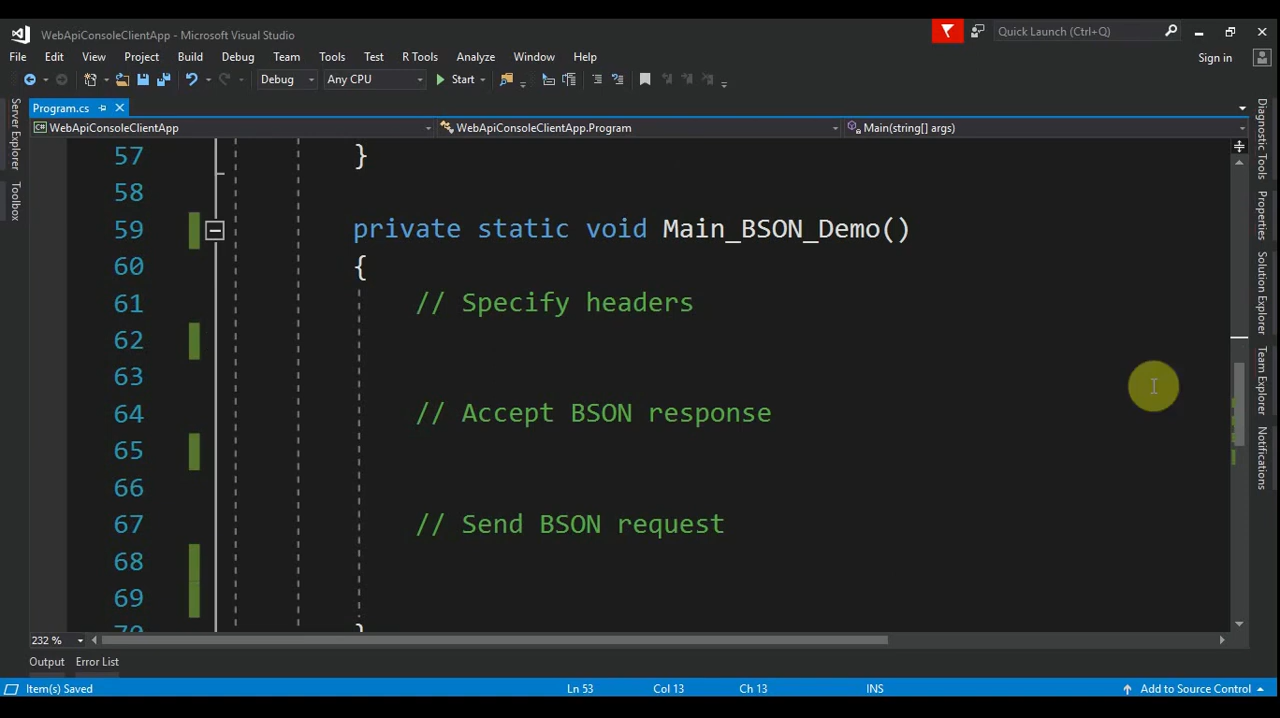 WebApiConsoleClientApp - Microsoft Visual Studio
Quick Launch (Ctrl+Q)
File Edit View Project Build Debug Team Tools Test R Tools Analyze Window Help
Sign in
Debug Any CPU Start
Program.cs
WebApiConsoleClientApp WebApiConsoleClientApp.Program Main(string[] args)
57 }
58
59 private static void Main_BSON_Demo()
60 {
61 // Specify headers
62
63
64 // Accept BSON response
65
66
67 // Send BSON request
68
69
70 }
Server Explorer
Toolbox
Diagnostic Tools
Properties
Solution Explorer
Team Explorer
Notifications
232 %
Output Error List
Item(s) Saved Ln 53 Col 13 Ch 13 INS Add to Source Control